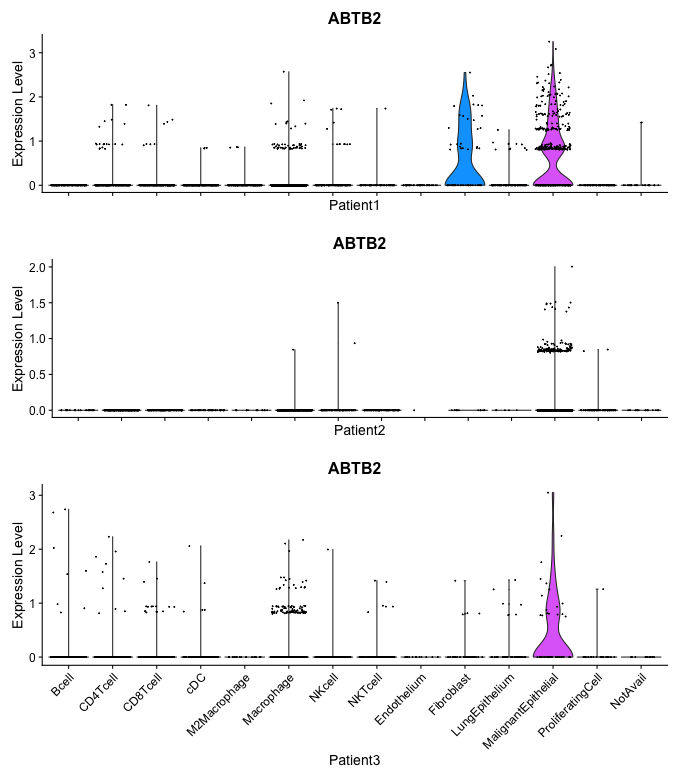 ABTB2
Expression Level
3
2
1
0
Patient1
ABTB2
Expression Level
2.0
1.5
1.0
0.5
0.0
Patient2
ABTB2
Expression Level
3
2
1
0
Bcell
CD4Tcell
CD8Tcell
cDC
M2Macrophage
Macrophage
NKcell
NKTcell
Endothelium
Fibroblast
LungEpithelium
MalignantEpithelial
ProliferatingCell
NotAvail
Patient3